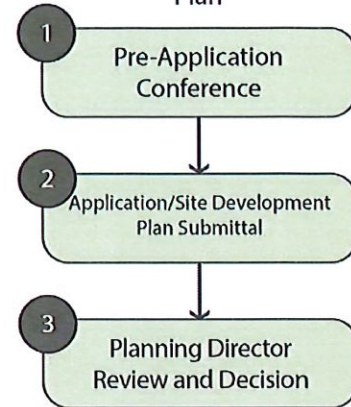 Plan
1
Pre-Application
Conference
2
Application/Site Development
Plan Submittal
3
Planning Director
Review and Decision